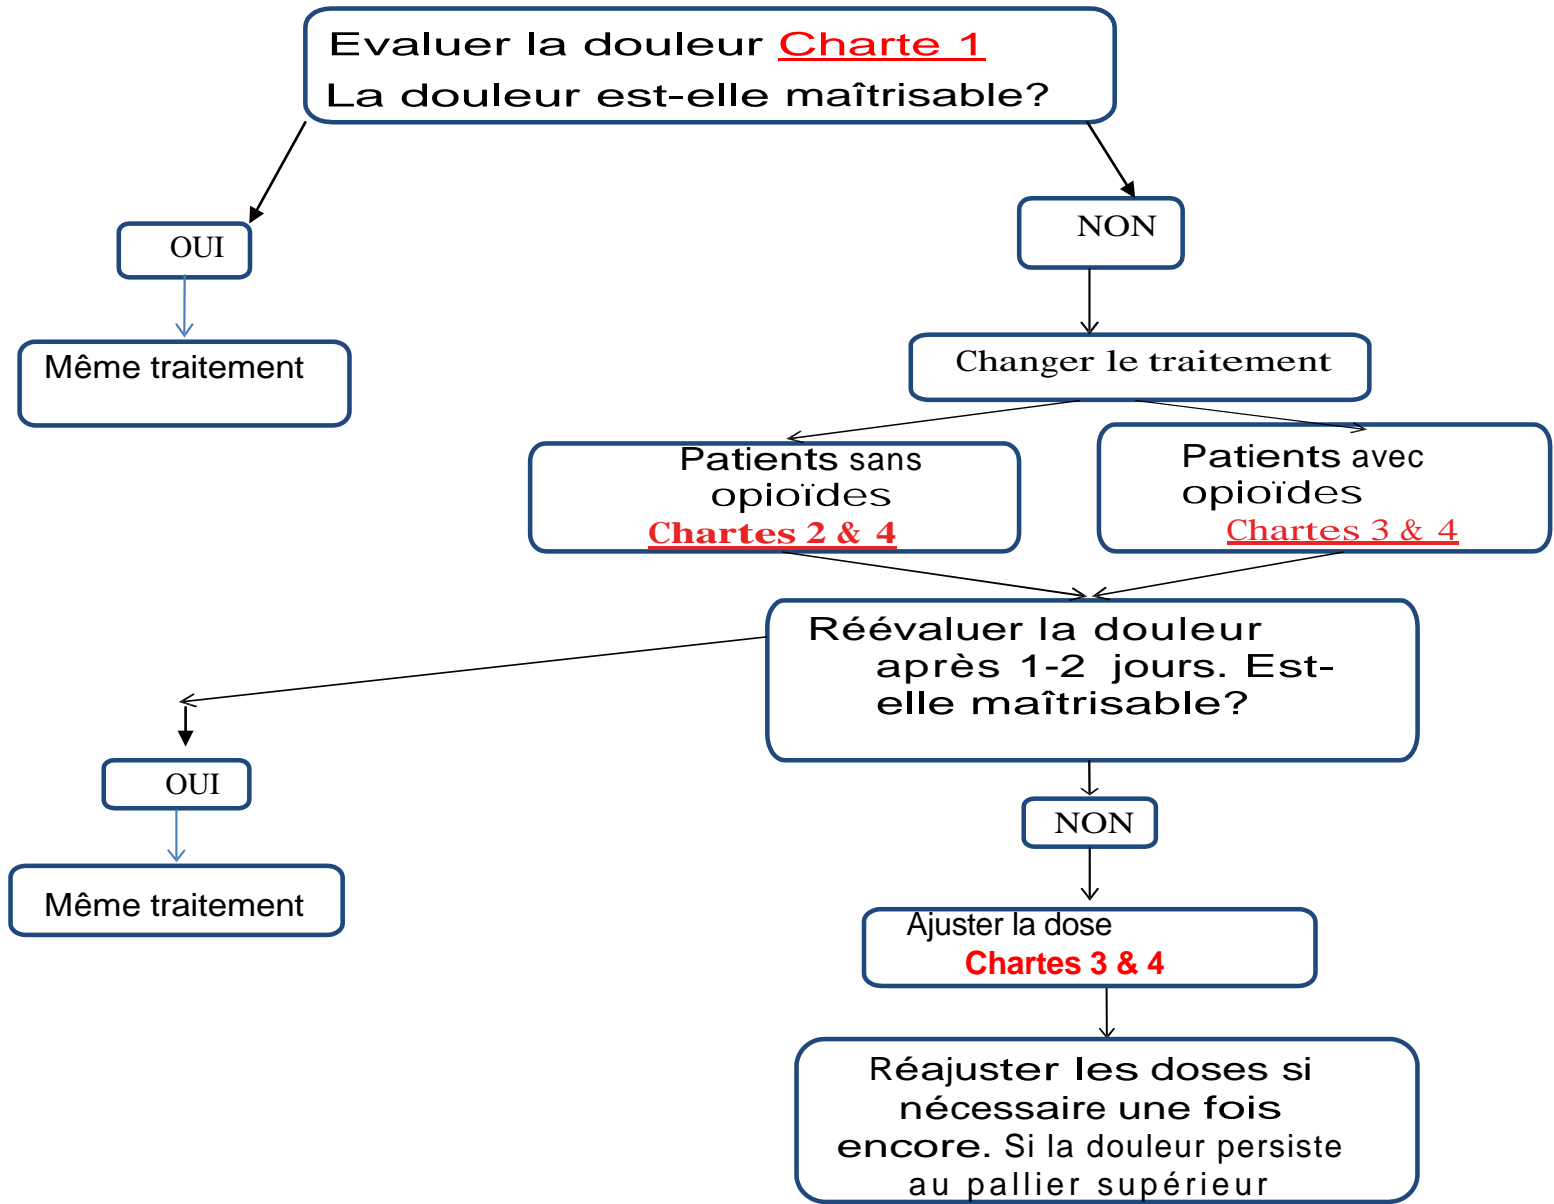 Evaluer la douleur Charte 1
La douleur est-elle maîtrisable?
OUI
NON
Même traitement
Changer le traitement
Patients sans
opioïdes
Chartes 2 & 4
Patients avec
opioïdes
Chartes 3 & 4
Réévaluer la douleur
après 1-2 jours. Est-
elle maîtrisable?
OUI
NON
Même traitement
Ajuster la dose
Chartes 3 & 4
Réajuster les doses si
nécessaire une fois
encore. Si la douleur persiste
au pallier supérieur